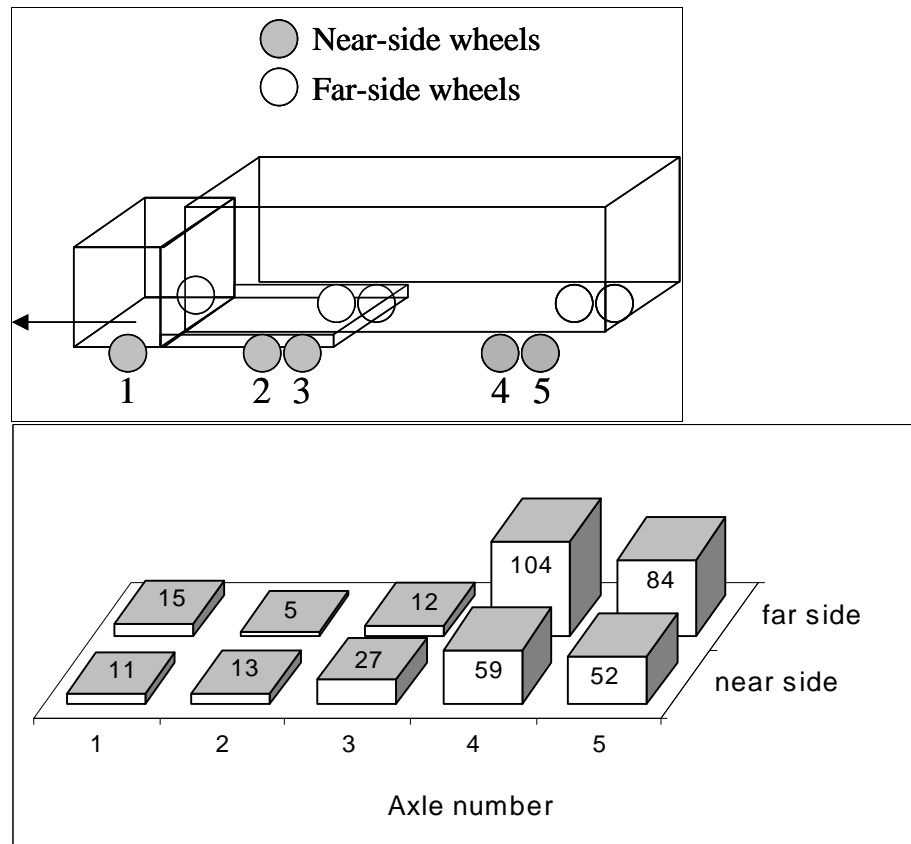 Near-side wheels
Far-side wheels
1 2 3 4 5
104 84
15 5 12
far side
11 13 27 59 52
near side
1 2 3 4 5
Axle number